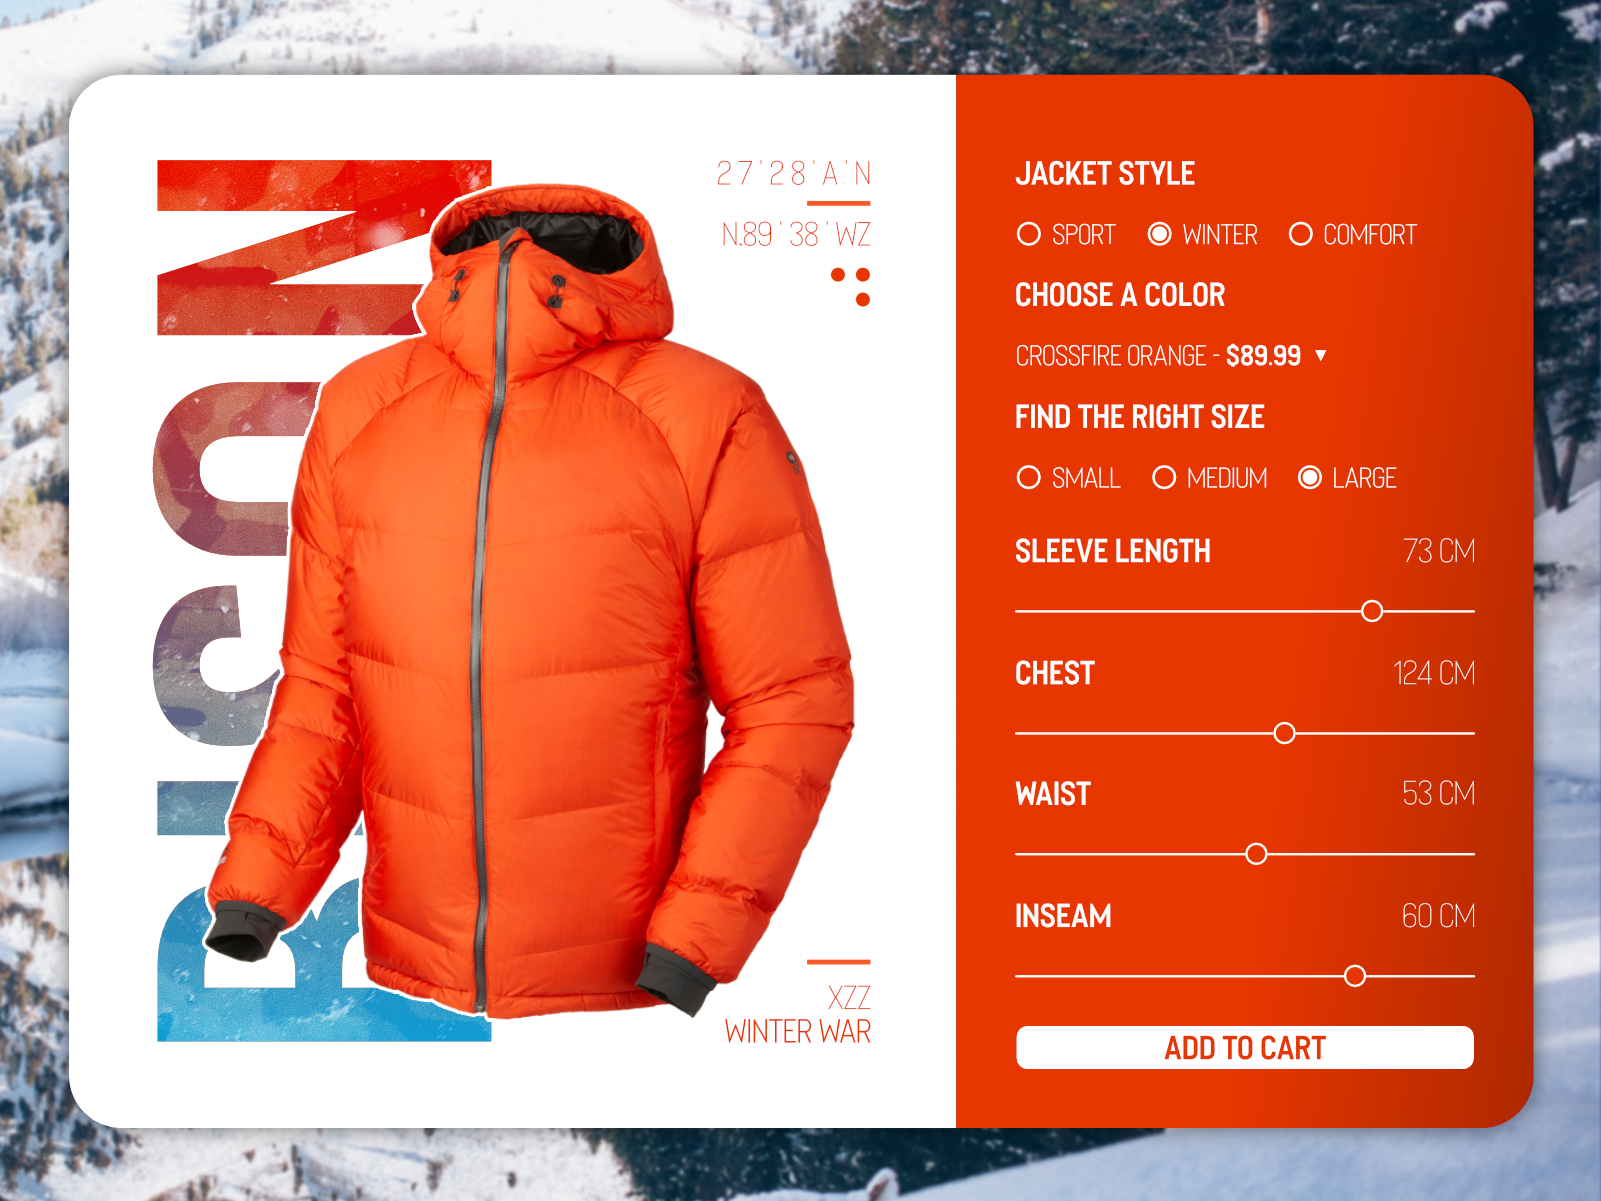 BISON
27'28'A'N
N.89'38'WZ
XZZ
WINTER WAR
JACKET STYLE
SPORT WINTER COMFORT
CHOOSE A COLOR
CROSSFIRE ORANGE - $89.99 ▼
FIND THE RIGHT SIZE
SMALL MEDIUM LARGE
SLEEVE LENGTH 73 CM
CHEST 124 CM
WAIST 53 CM
INSEAM 60 CM
ADD TO CART